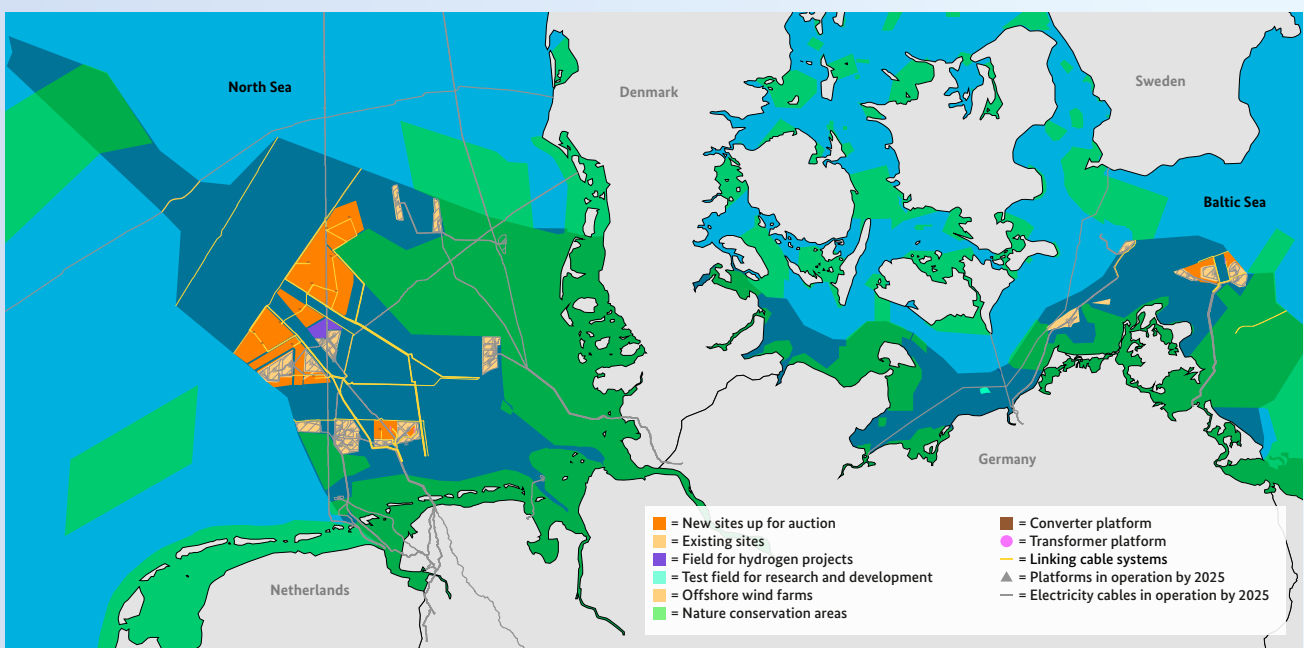 North Sea
Denmark
Sweden
Baltic Sea
Germany
Netherlands
= New sites up for auction
= Existing sites
= Field for hydrogen projects
= Test field for research and development
= Offshore wind farms
= Nature conservation areas
= Converter platform
= Transformer platform
= Linking cable systems
= Platforms in operation by 2025
= Electricity cables in operation by 2025